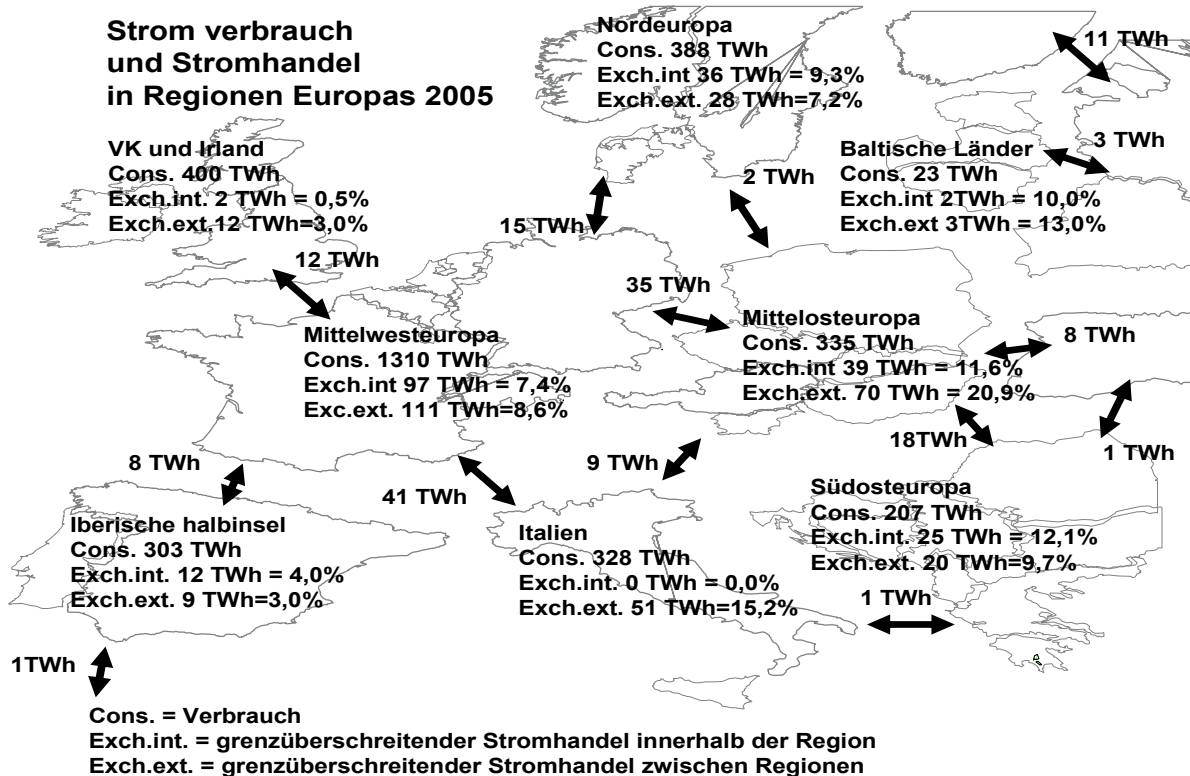 Strom verbrauch
und Stromhandel
in Regionen Europas 2005
Nordeuropa
Cons. 388 TWh
Exch.int 36 TWh = 9,3%
Exch.ext. 28 TWh=7,2%
11 TWh
VK und Irland
Cons. 400 TWh
Exch.int. 2 TWh = 0,5%
Exch.ext.12 TWh=3,0%
Baltische Länder
Cons. 23 TWh
Exch.int 2TWh = 10,0%
Exch.ext 3TWh = 13,0%
3 TWh
2 TWh
15 TWh
12 TWh
35 TWh
Mittelwesteuropa
Cons. 1310 TWh
Exch.int 97 TWh = 7,4%
Exc.ext. 111 TWh=8,6%
Mittelosteuropa
Cons. 335 TWh
Exch.int 39 TWh = 11,6%
Exch.ext. 70 TWh = 20,9%
8 TWh
18TWh
1 TWh
8 TWh
41 TWh
9 TWh
Iberische halbinsel
Cons. 303 TWh
Exch.int. 12 TWh = 4,0%
Exch.ext. 9 TWh=3,0%
Italien
Cons. 328 TWh
Exch.int. 0 TWh = 0,0%
Exch.ext. 51 TWh=15,2%
Südosteuropa
Cons. 207 TWh
Exch.int. 25 TWh = 12,1%
Exch.ext. 20 TWh=9,7%
1 TWh
1TWh
Cons. = Verbrauch
Exch.int. = grenzüberschreitender Stromhandel innerhalb der Region
Exch.ext. = grenzüberschreitender Stromhandel zwischen Regionen